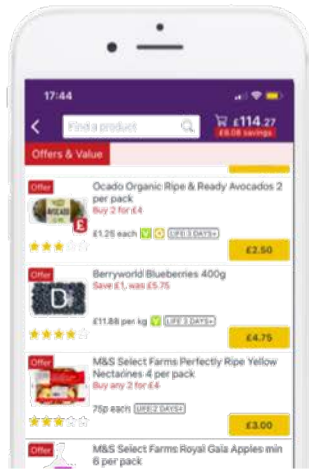 17:44
Find a product
£114.27
£6.08 savings
Offers & Value
Offer
Ocado Organic Ripe & Ready Avocados 2
per pack
Buy 2 for £4
AVOCADO
£
£1.25 each V O LIFE 3 DAYS+
£2.50
Offer
Berryworld Blueberries 400g
Save £1, was £5.75
£11.88 per kg V LIFE 3 DAYS+
£4.75
Offer
M&S Select Farms Perfectly Ripe Yellow
Nectarines 4 per pack
Buy any 2 for £4
75p each LIFE 2 DAYS+
£3.00
Offer
M&S Select Farms Royal Gala Apples min
6 per pack